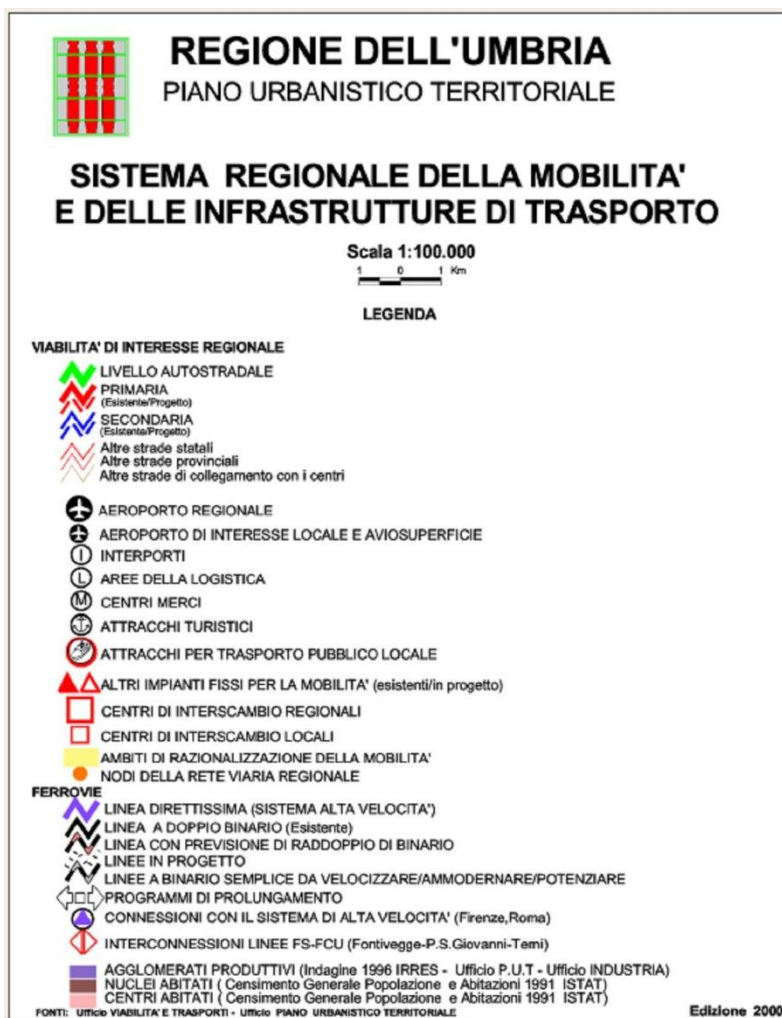 REGIONE DELL'UMBRIA
PIANO URBANISTICO TERRITORIALE
SISTEMA REGIONALE DELLA MOBILITA'
E DELLE INFRASTRUTTURE DI TRASPORTO
Scala 1:100.000
1 0 1 Km
LEGENDA
VIABILITA' DI INTERESSE REGIONALE
LIVELLO AUTOSTRADALE
PRIMARIA
(Esistente/Progetto)
SECONDARIA
(Esistente/Progetto)
Altre strade statali
Altre strade provinciali
Altre strade di collegamento con i centri
AEROPORTO REGIONALE
AEROPORTO DI INTERESSE LOCALE E AVIOSUPERFICIE
I INTERPORTI
L AREE DELLA LOGISTICA
M CENTRI MERCI
ATTRACCHI TURISTICI
ATTRACCHI PER TRASPORTO PUBBLICO LOCALE
ALTRI IMPIANTI FISSI PER LA MOBILITA' (esistenti/in progetto)
CENTRI DI INTERSCAMBIO REGIONALI
CENTRI DI INTERSCAMBIO LOCALI
AMBITI DI RAZIONALIZZAZIONE DELLA MOBILITA'
NODI DELLA RETE VIARIA REGIONALE
FERROVIE
LINEA DIRETTISSIMA (SISTEMA ALTA VELOCITA')
LINEA A DOPPIO BINARIO (Esistente)
LINEA CON PREVISIONE DI RADDOPPIO DI BINARIO
LINEE IN PROGETTO
LINEE A BINARIO SEMPLICE DA VELOCIZZARE/AMMODERNARE/POTENZIARE
PROGRAMMI DI PROLUNGAMENTO
CONNESSIONI CON IL SISTEMA DI ALTA VELOCITA' (Firenze,Roma)
INTERCONNESSIONI LINEE FS-FCU (Fontivegge-P.S.Giovanni-Terni)
AGGLOMERATI PRODUTTIVI (Indagine 1996 IRRES - Ufficio P.U.T - Ufficio INDUSTRIA)
NUCLEI ABITATI ( Censimento Generale Popolazione e Abitazioni 1991 ISTAT)
CENTRI ABITATI ( Censimento Generale Popolazione e Abitazioni 1991 ISTAT)
FONTI: Ufficio VIABILITA' E TRASPORTI - Ufficio PIANO URBANISTICO TERRITORIALE
Edizione 2000